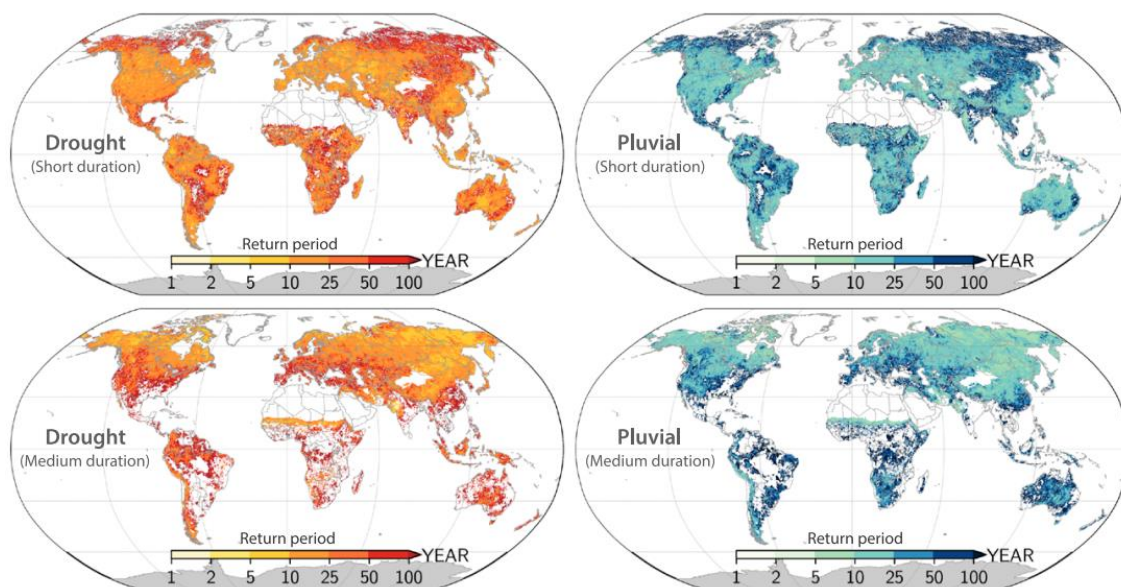 Drought
(Short duration)
Return period
YEAR
1 2 5 10 25 50 100
Pluvial
(Short duration)
Return period
YEAR
1 2 5 10 25 50 100
Drought
(Medium duration)
Return period
YEAR
1 2 5 10 25 50 100
Pluvial
(Medium duration)
Return period
YEAR
1 2 5 10 25 50 100